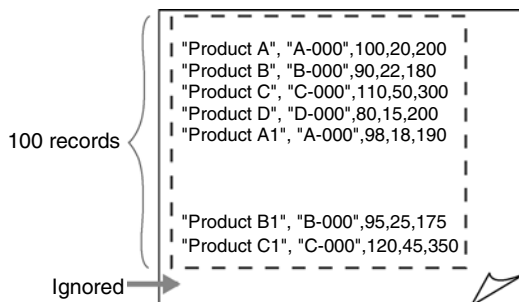 "Product A", "A-000",100,20,200
"Product B", "B-000",90,22,180
"Product C", "C-000",110,50,300
"Product D", "D-000",80,15,200
"Product A1", "A-000",98,18,190
100 records
"Product B1", "B-000",95,25,175
"Product C1", "C-000",120,45,350
Ignored